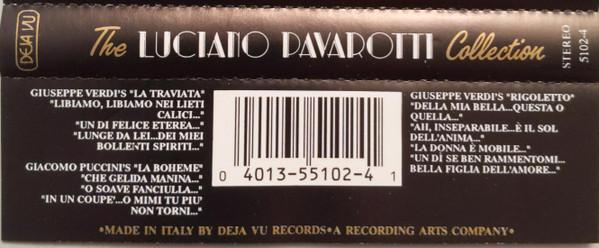 DEJA VU
The LUCIANO PAVAROTTI Collection
STEREO
5102-4
GIUSEPPE VERDI'S "LA TRAVIATA"
"LIBIAMO, LIBIAMO NEI LIETI
CALICI..."
"UN DI FELICE ETEREA..."
"LUNGE DA LEI...DEI MIEI
BOLLENTI SPIRITI..."
GIACOMO PUCCINI'S "LA BOHEME"
"CHE GELIDA MANINA..."
"O SOAVE FANCIULLA..."
"IN UN COUPE'...O MIMI TU PIU'
NON TORNI..."
0 4013-55102-4 1
GIUSEPPE VERDI'S "RIGOLETTO"
"DELLA MIA BELLA...QUESTA O
QUELLA..."
"AH, INSEPARABILE...È IL SOL
DELL'ANIMA..."
"LA DONNA È MOBILE..."
"UN DÌ SE BEN RAMMENTOMI...
BELLA FIGLIA DELL'AMORE..."
•MADE IN ITALY BY DEJA VU RECORDS•A RECORDING ARTS COMPANY•